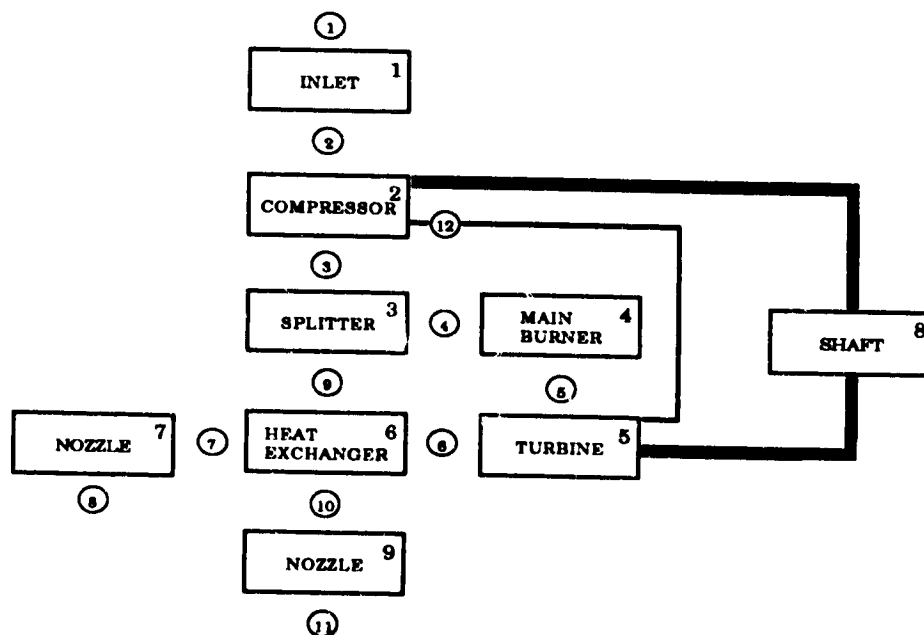 1
INLET 1
2
COMPRESSOR 2
12
3
SPLITTER 3
4
MAIN BURNER 4
SHAFT 8
9
5
NOZZLE 7
7
HEAT EXCHANGER 6
6
TURBINE 5
8
10
NOZZLE 9
11